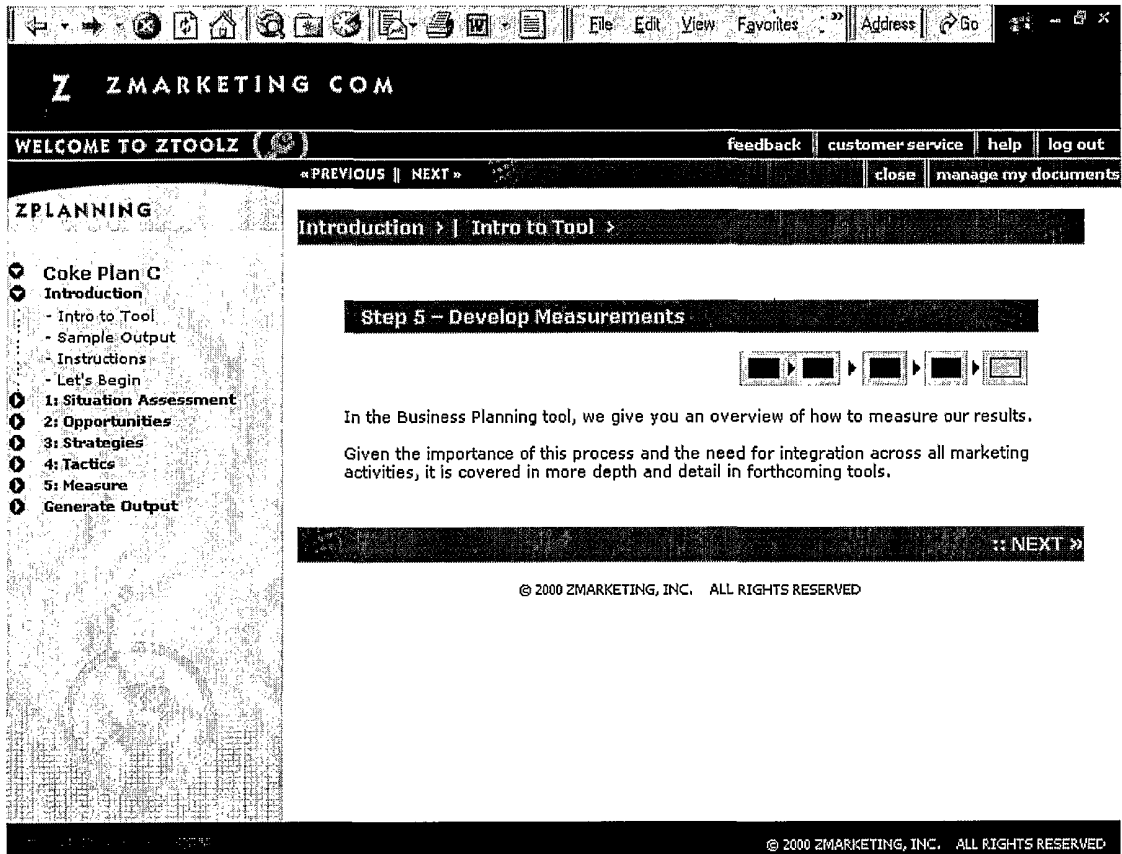 File Edit View Favorites » Address Go
Z ZMARKETING COM
WELCOME TO ZTOOLZ
feedback customer service help log out
«PREVIOUS || NEXT »
close manage my documents
ZPLANNING
Coke Plan C
Introduction
- Intro to Tool
- Sample Output
- Instructions
- Let's Begin
1: Situation Assessment
2: Opportunities
3: Strategies
4: Tactics
5: Measure
Generate Output
Introduction > | Intro to Tool >
Step 5 – Develop Measurements
In the Business Planning tool, we give you an overview of how to measure our results.
Given the importance of this process and the need for integration across all marketing
activities, it is covered in more depth and detail in forthcoming tools.
:: NEXT »
© 2000 ZMARKETING, INC. ALL RIGHTS RESERVED
© 2000 ZMARKETING, INC. ALL RIGHTS RESERVED